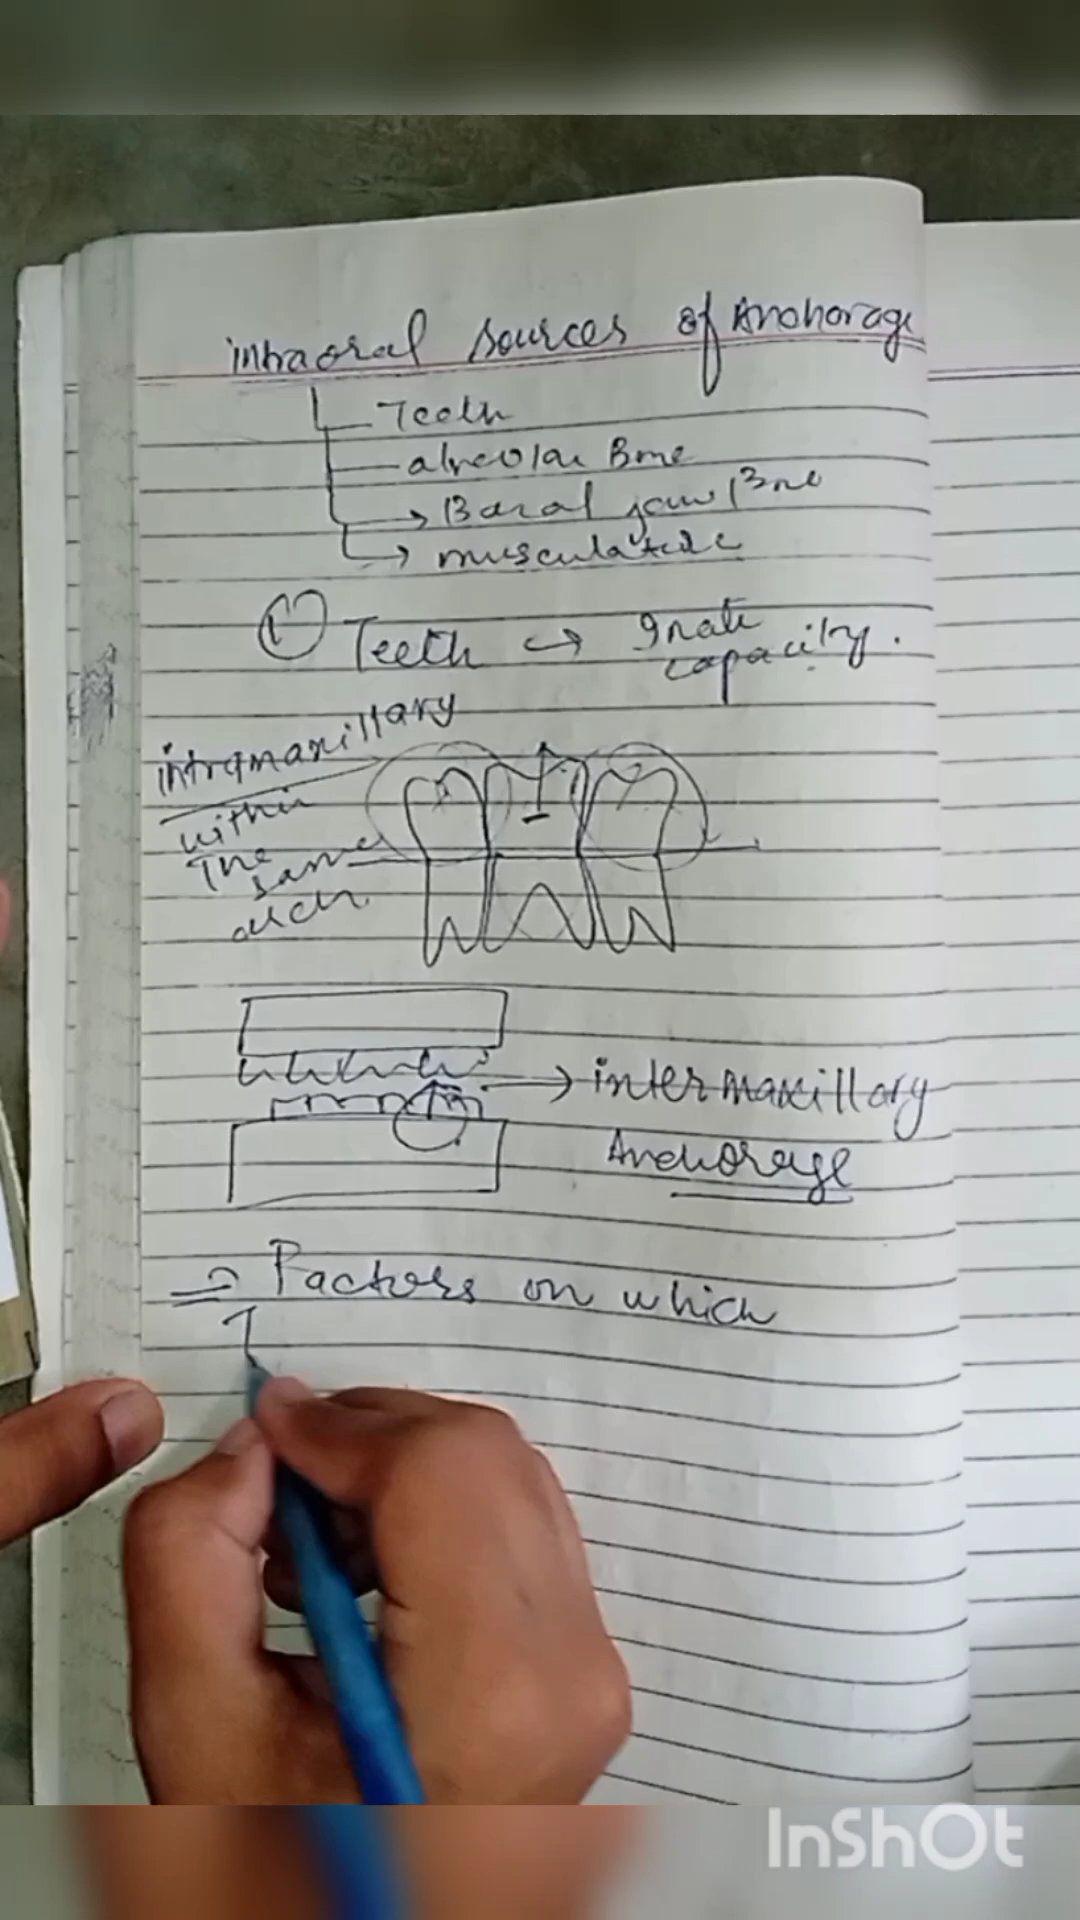 intraoral sources of Anchorage
Teeth
alveolar Bone
Basal jaw Bone
musculature
1 Teeth → Inate
capacity.
intramaxillary
within
The
same
arch.
intermaxillary
Anchorage
⇒ Factors on which
T
InShOt